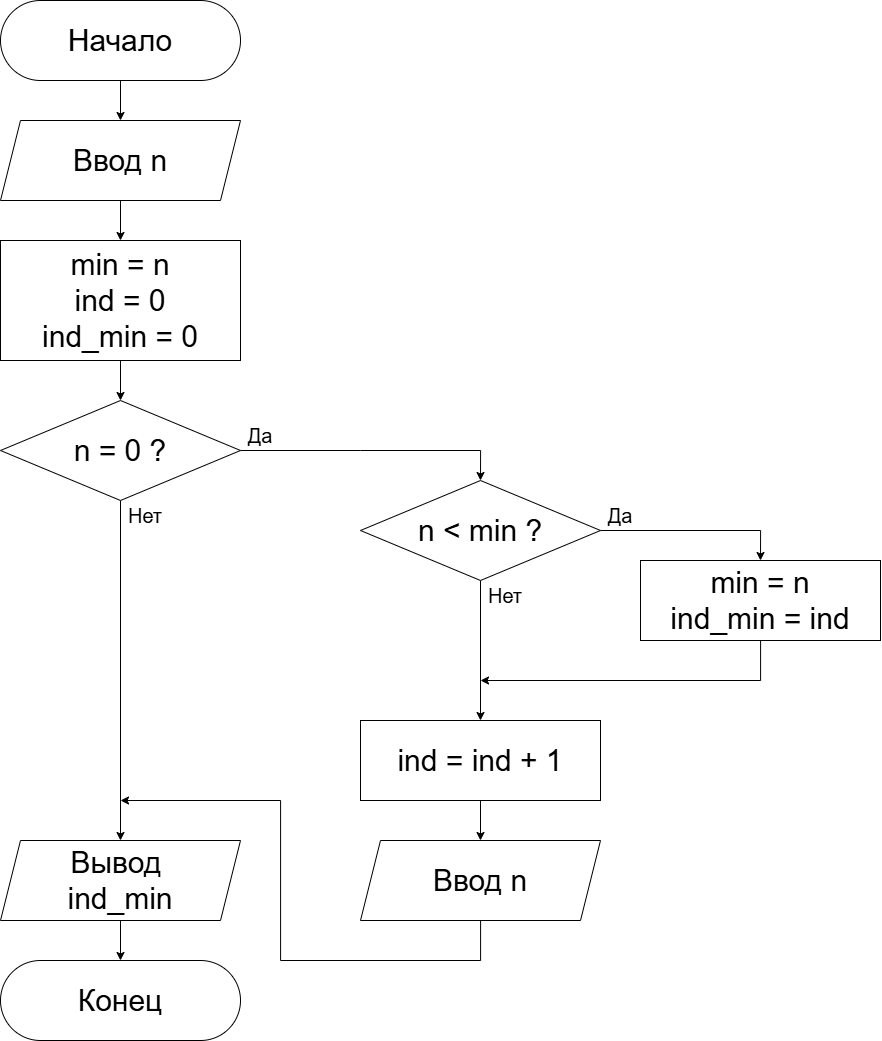 Начало
Ввод n
min = n
ind = 0
ind_min = 0
n = 0 ?
Да
Нет
n < min ?
Да
Нет
min = n
ind_min = ind
ind = ind + 1
Ввод n
Вывод
ind_min
Конец